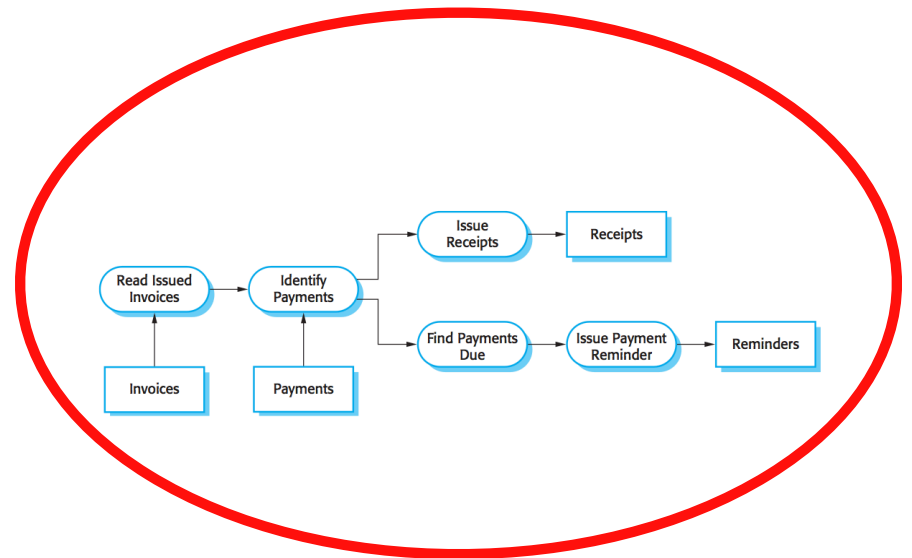 Issue
Receipts
Receipts
Read Issued
Invoices
Identify
Payments
Find Payments
Due
Issue Payment
Reminder
Reminders
Invoices
Payments